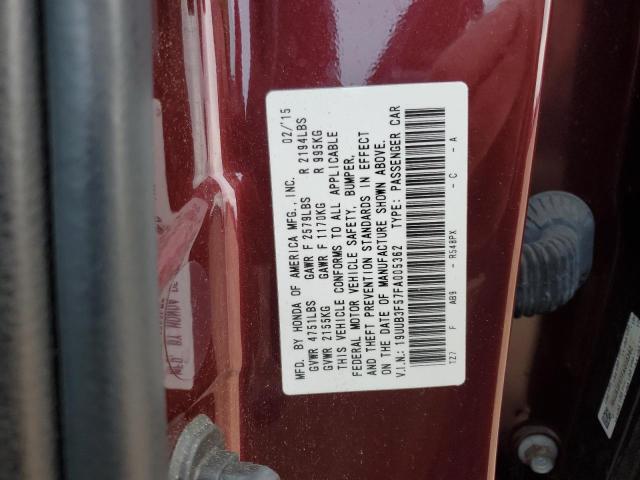 MFD. BY HONDA OF AMERICA MFG., INC. 02/'15
GVWR 4751LBS GAWR F 2579LBS R 2194LBS
GVWR 2155KG GAWR F 1170KG R 995KG
THIS VEHICLE CONFORMS TO ALL APPLICABLE
FEDERAL MOTOR VEHICLE SAFETY, BUMPER,
AND THEFT PREVENTION STANDARDS IN EFFECT
ON THE DATE OF MANUFACTURE SHOWN ABOVE.
V.I.N.: 19UUB3F57FA005362 TYPE: PASSENGER CAR
TZ7 F AB9 - R548PX - C - A